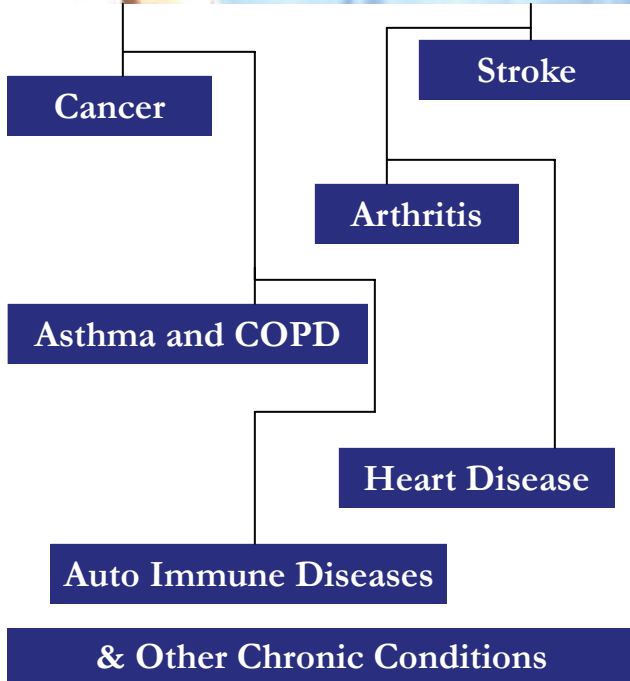 Stroke
Cancer
Arthritis
Asthma and COPD
Heart Disease
Auto Immune Diseases
& Other Chronic Conditions